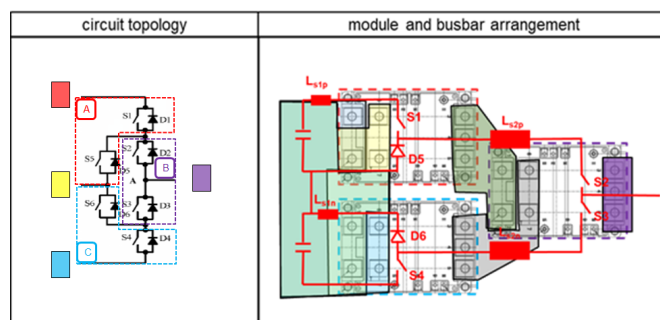 circuit topology
module and busbar arrangement
A
S1
D1
S2
D2
S5
D5
B
A
S6
D6
S3
D3
S4
D4
C
Ls1p
S1
D5
Ls2p
S2
S3
Ls1n
D6
S4